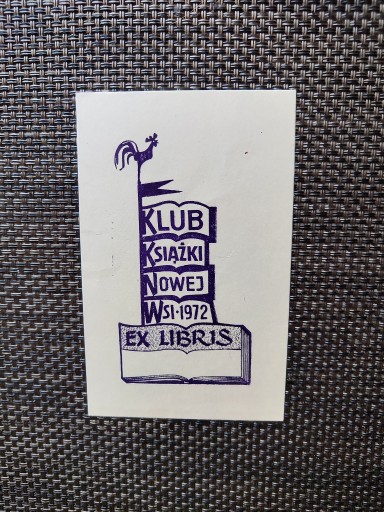 KLUB
KSIĄŻKI
NOWEJ
WSI·1972
EX LIBRIS